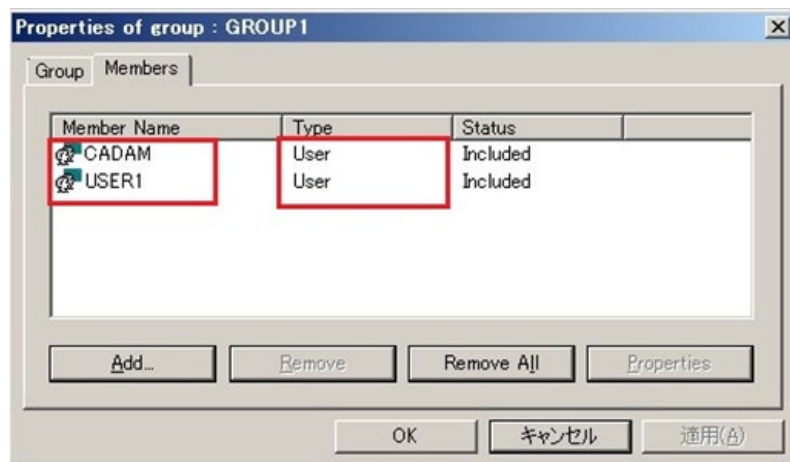 Properties of group : GROUP1
Group Members
Member Name Type Status
CADAM User Included
USER1 User Included
Add... Remove Remove All Properties
OK キャンセル 適用(A)